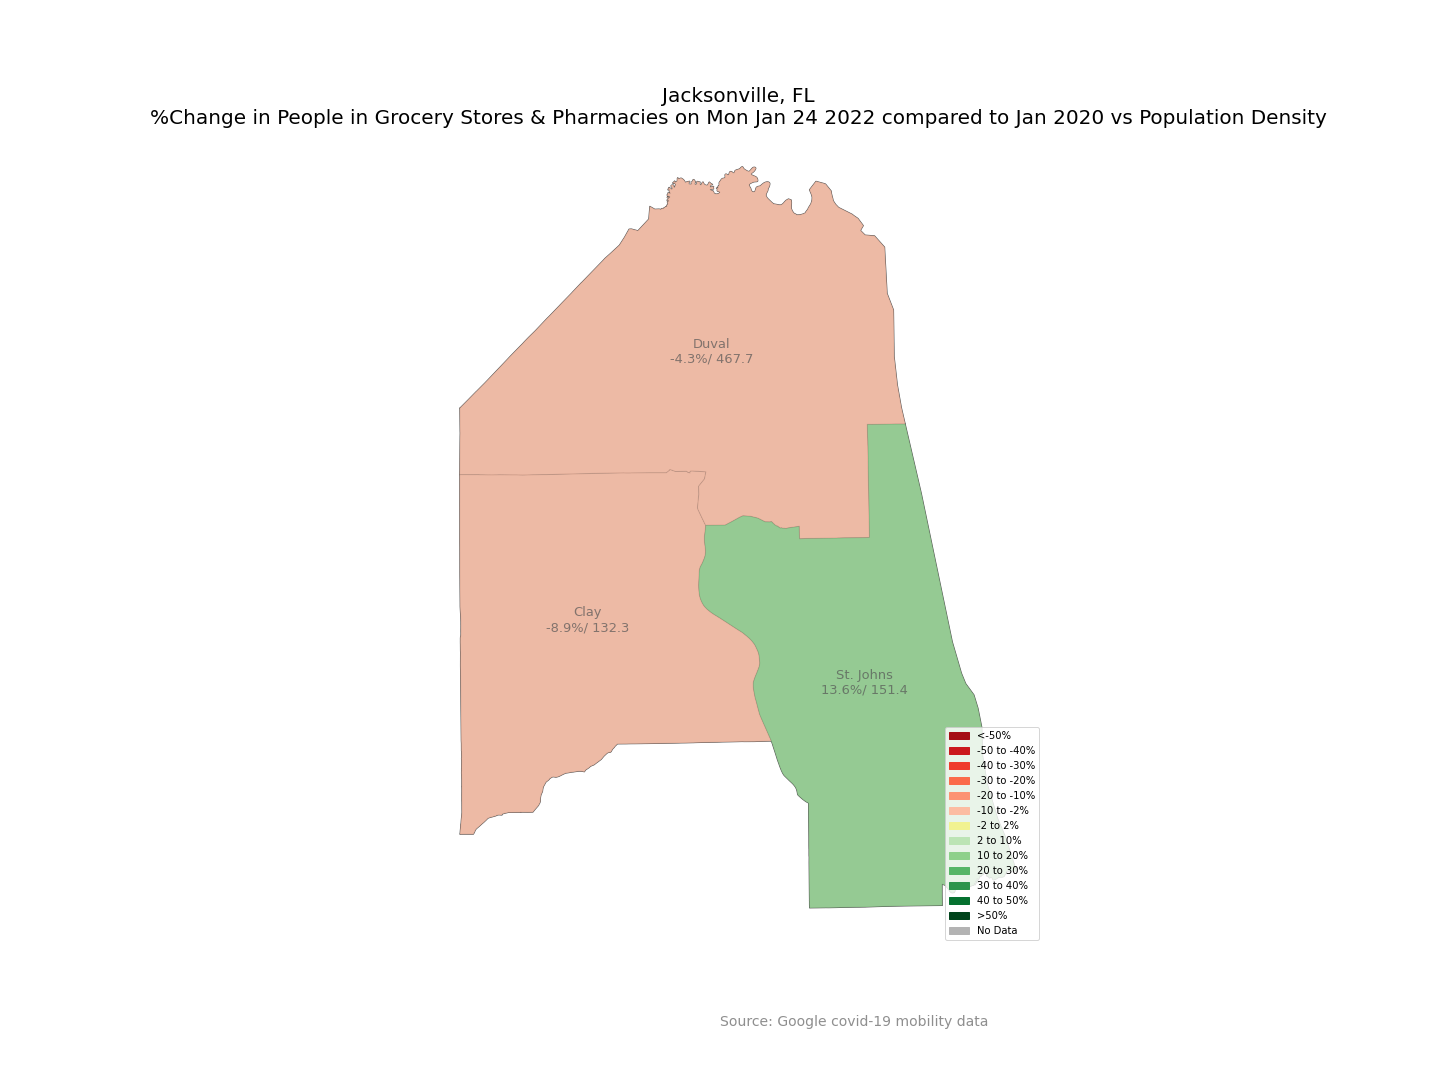 Jacksonville, FL
%Change in People in Grocery Stores & Pharmacies on Mon Jan 24 2022 compared to Jan 2020 vs Population Density
Duval
-4.3%/ 467.7
Clay
-8.9%/ 132.3
St. Johns
13.6%/ 151.4
<-50%
-50 to -40%
-40 to -30%
-30 to -20%
-20 to -10%
-10 to -2%
-2 to 2%
2 to 10%
10 to 20%
20 to 30%
30 to 40%
40 to 50%
>50%
No Data
Source: Google covid-19 mobility data